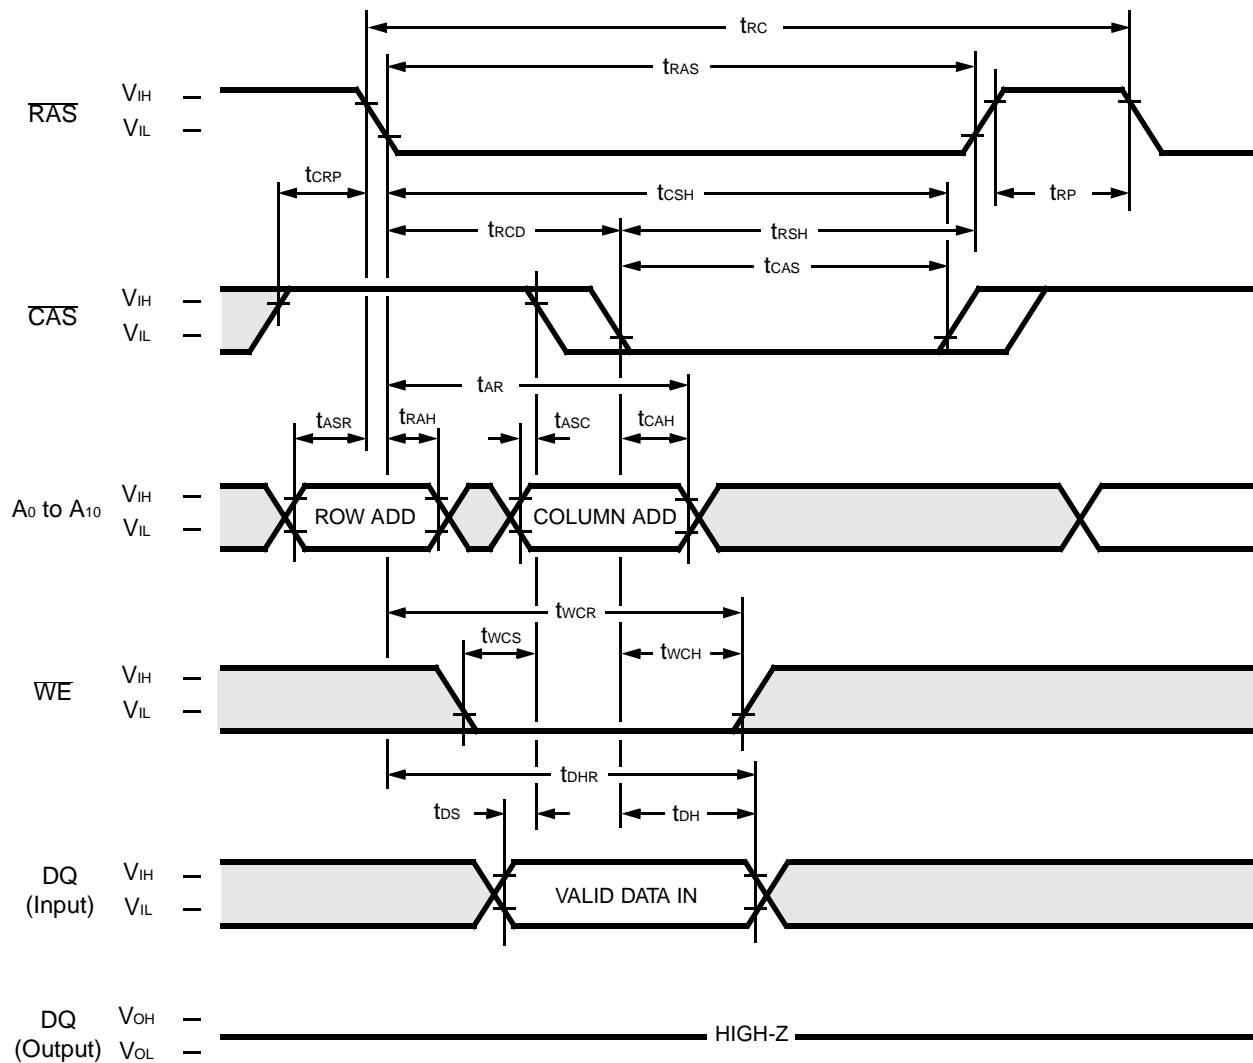 tRC
tRAS
RAS
VIH
VIL
tCRP
tCSH
tRP
tRCD
tRSH
tCAS
CAS
VIH
VIL
tAR
tASR
tRAH
tASC
tCAH
A0 to A10
VIH
VIL
ROW ADD
COLUMN ADD
tWCR
tWCS
tWCH
WE
VIH
VIL
tDHR
tDS
tDH
DQ
(Input)
VIH
VIL
VALID DATA IN
DQ
(Output)
VOH
VOL
HIGH-Z